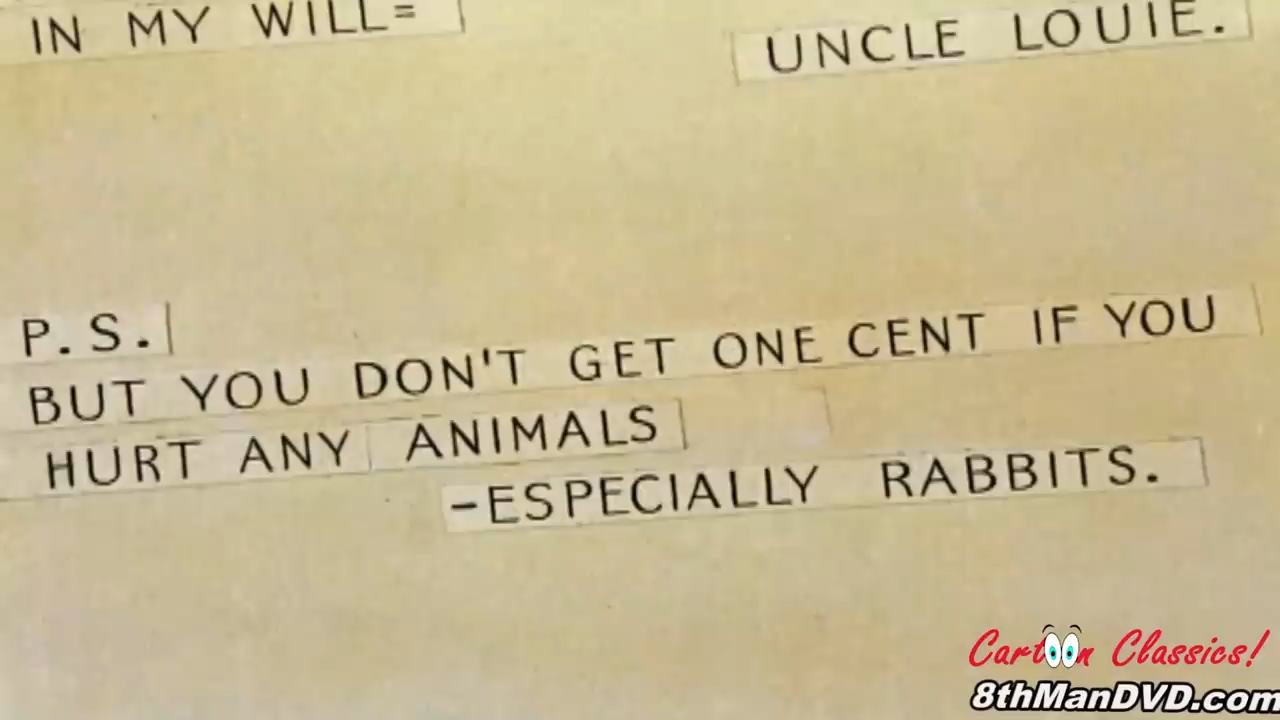 IN MY WILL=
UNCLE LOUIE.
P.S.
BUT YOU DON'T GET ONE CENT IF YOU
HURT ANY ANIMALS
-ESPECIALLY RABBITS.
Cartoon Classics!
8thManDVD.com